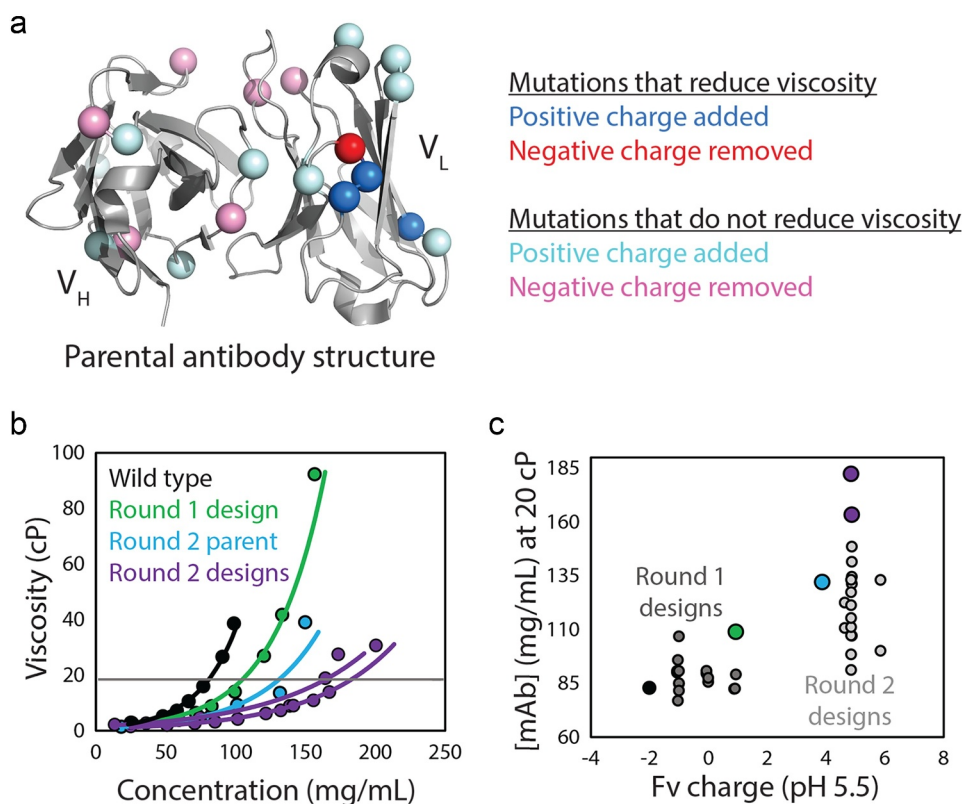 a
V_H
V_L
Parental antibody structure
Mutations that reduce viscosity
Positive charge added
Negative charge removed
Mutations that do not reduce viscosity
Positive charge added
Negative charge removed
b
Viscosity (cP)
100
80
60
40
20
0
Wild type
Round 1 design
Round 2 parent
Round 2 designs
0 50 100 150 200 250
Concentration (mg/mL)
c
[mAb] (mg/mL) at 20 cP
185
160
135
110
85
60
Round 1
designs
Round 2
designs
-4 -2 0 2 4 6 8
Fv charge (pH 5.5)